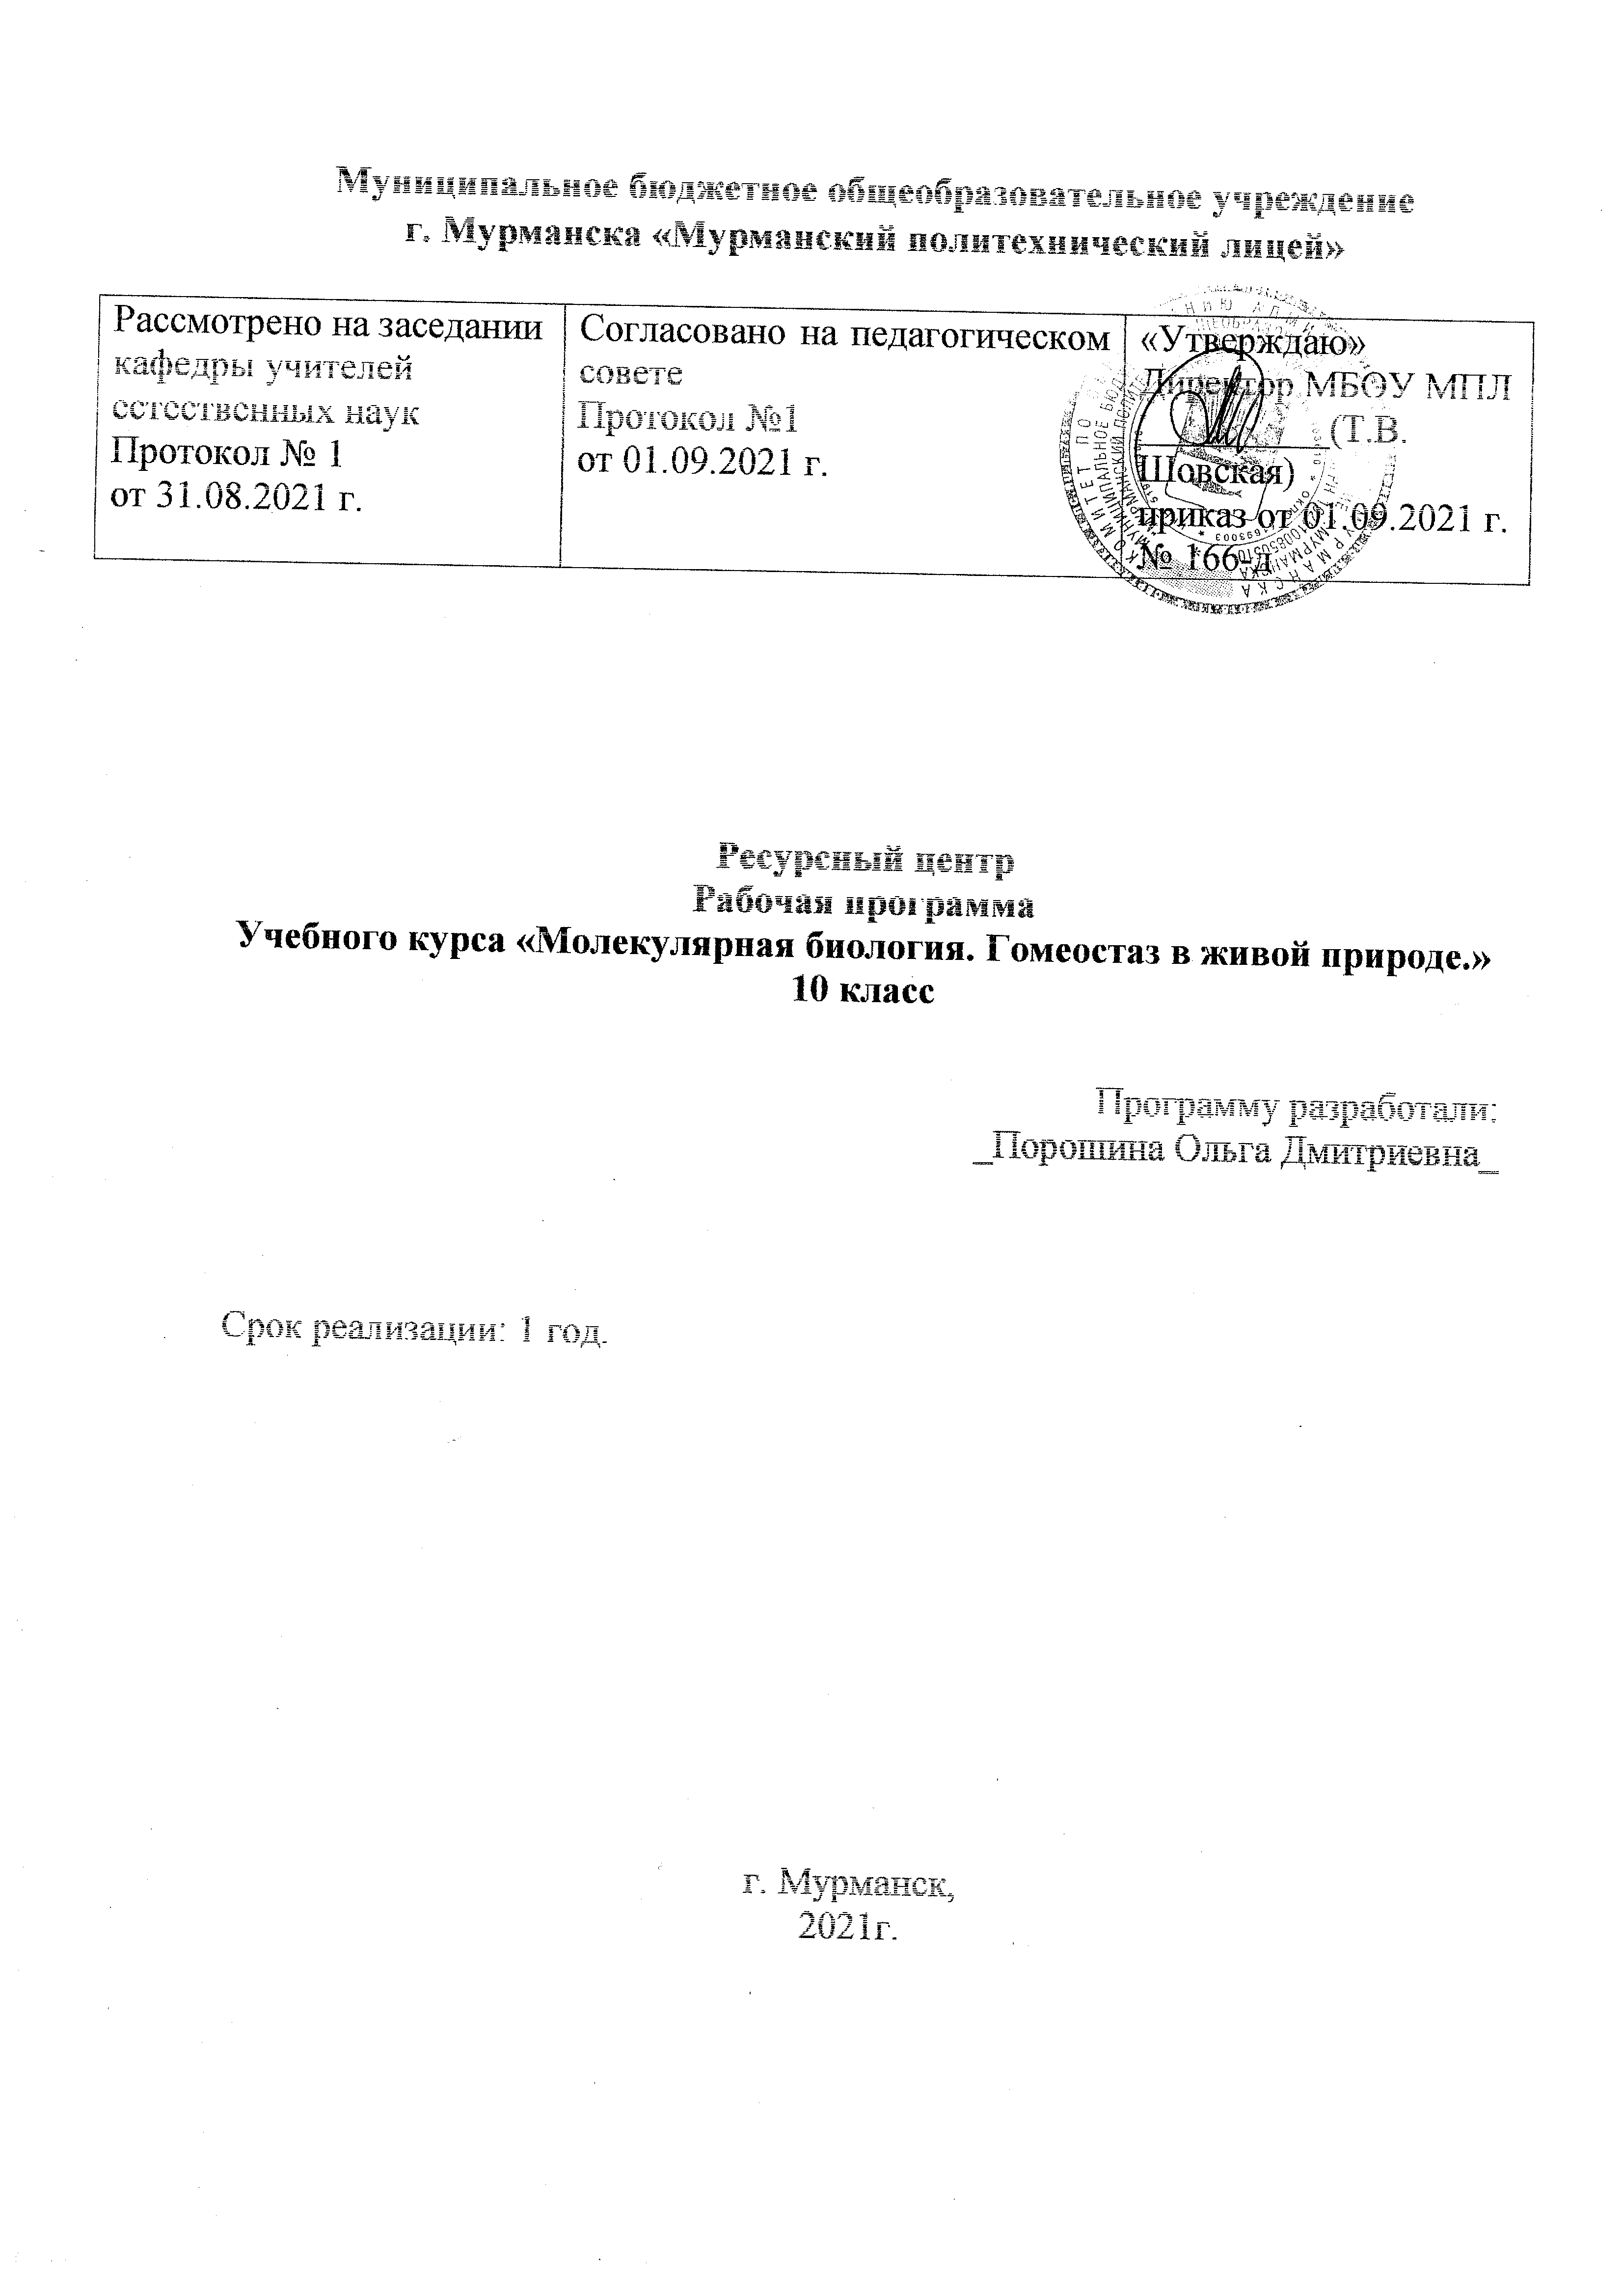 Муниципальное бюджетное общеобразовательное учреждение
г. Мурманска «Мурманский политехнический лицей»
Рассмотрено на заседании
кафедры учителей
естественных наук
Протокол № 1
от 31.08.2021 г.
Согласовано на педагогическом
совете
Протокол №1
от 01.09.2021 г.
«Утверждаю»
Директор МБОУ МПЛ
(Т.В.
Шовская)
приказ от 01.09.2021 г.
№ 166-д
КОМИТЕТ ПО
МУРМАНСКА
Ресурсный центр
Рабочая программа
Учебного курса «Молекулярная биология. Гомеостаз в живой природе.»
10 класс
Программу разработали:
_Порошина Ольга Дмитриевна_
Срок реализации: 1 год.
г. Мурманск,
2021г.